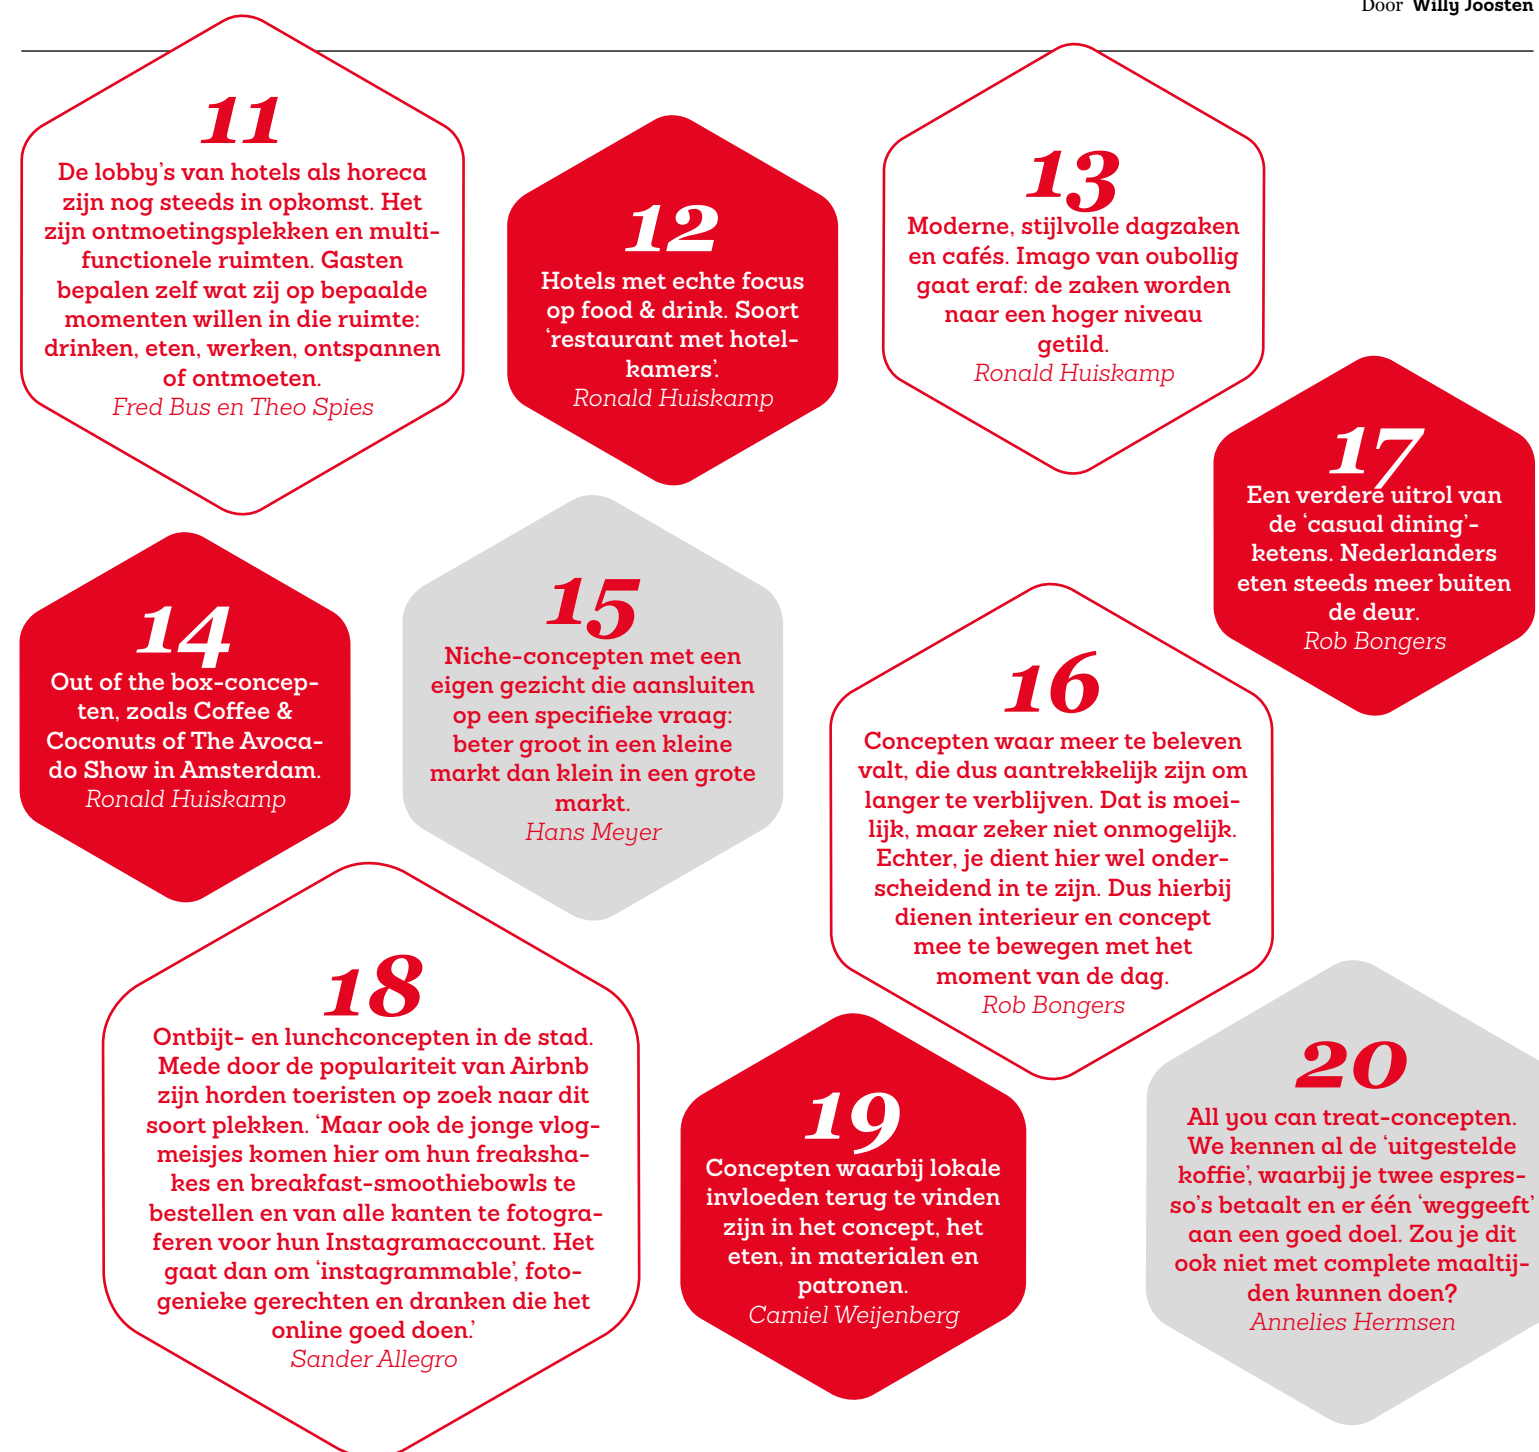 Door Willy Joosten
11
De lobby's van hotels als horeca
zijn nog steeds in opkomst. Het
zijn ontmoetingsplekken en multi-
functionele ruimten. Gasten
bepalen zelf wat zij op bepaalde
momenten willen in die ruimte:
drinken, eten, werken, ontspannen
of ontmoeten.
Fred Bus en Theo Spies
12
Hotels met echte focus
op food & drink. Soort
‘restaurant met hotel-
kamers’.
Ronald Huiskamp
13
Moderne, stijlvolle dagzaken
en cafés. Imago van oubollig
gaat eraf: de zaken worden
naar een hoger niveau
getild.
Ronald Huiskamp
14
Out of the box-concep-
ten, zoals Coffee &
Coconuts of The Avoca-
do Show in Amsterdam.
Ronald Huiskamp
15
Niche-concepten met een
eigen gezicht die aansluiten
op een specifieke vraag:
beter groot in een kleine
markt dan klein in een grote
markt.
Hans Meyer
16
Concepten waar meer te beleven
valt, die dus aantrekkelijk zijn om
langer te verblijven. Dat is moei-
lijk, maar zeker niet onmogelijk.
Echter, je dient hier wel onder-
scheidend in te zijn. Dus hierbij
dienen interieur en concept
mee te bewegen met het
moment van de dag.
Rob Bongers
17
Een verdere uitrol van
de ‘casual dining’-
ketens. Nederlanders
eten steeds meer buiten
de deur.
Rob Bongers
18
Ontbijt- en lunchconcepten in de stad.
Mede door de populariteit van Airbnb
zijn horden toeristen op zoek naar dit
soort plekken. ‘Maar ook de jonge vlog-
meisjes komen hier om hun freaksha-
kes en breakfast-smoothiebowls te
bestellen en van alle kanten te fotogra-
feren voor hun Instagramaccount. Het
gaat dan om ‘instagrammable’, foto-
genieke gerechten en dranken die het
online goed doen.’
Sander Allegro
19
Concepten waarbij lokale
invloeden terug te vinden
zijn in het concept, het
eten, in materialen en
patronen.
Camiel Weijenberg
20
All you can treat-concepten.
We kennen al de ‘uitgestelde
koffie’, waarbij je twee espres-
so's betaalt en er één ‘weggeeft’
aan een goed doel. Zou je dit
ook niet met complete maaltij-
den kunnen doen?
Annelies Hermsen